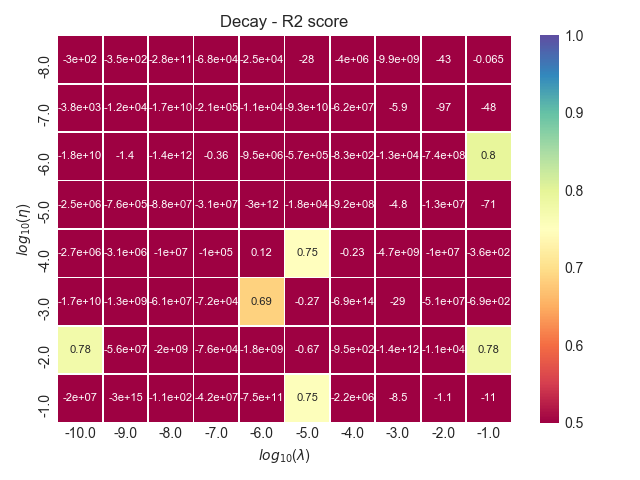 Decay - R2 score
-8.0 -3e+02 -3.5e+02 -2.8e+11 -6.8e+04 -2.5e+04 -28 -4e+06 -9.9e+09 -43 -0.065
-7.0 -3.8e+03 -1.2e+04 -1.7e+10 -2.1e+05 -1.1e+04 -9.3e+10 -6.2e+07 -5.9 -97 -48
-6.0 -1.8e+10 -1.4 -1.4e+12 -0.36 -9.5e+06 -5.7e+05 -8.3e+02 -1.3e+04 -7.4e+08 0.8
-5.0 -2.5e+06 -7.6e+05 -8.8e+07 -3.1e+07 -3e+12 -1.8e+04 -9.2e+08 -4.8 -1.3e+07 -71
-4.0 -2.7e+06 -3.1e+06 -1e+07 -1e+05 0.12 0.75 -0.23 -4.7e+09 -1e+07 -3.6e+02
-3.0 -1.7e+10 -1.3e+09 -6.1e+07 -7.2e+04 0.69 -0.27 -6.9e+14 -29 -5.1e+07 -6.9e+02
-2.0 0.78 -5.6e+07 -2e+09 -7.6e+04 -1.8e+09 -0.67 -9.5e+02 -1.4e+12 -1.1e+04 0.78
-1.0 -2e+07 -3e+15 -1.1e+02 -4.2e+07 -7.5e+11 0.75 -2.2e+06 -8.5 -1.1 -11
-10.0 -9.0 -8.0 -7.0 -6.0 -5.0 -4.0 -3.0 -2.0 -1.0
log10(λ)
log10(η)
1.0
0.9
0.8
0.7
0.6
0.5